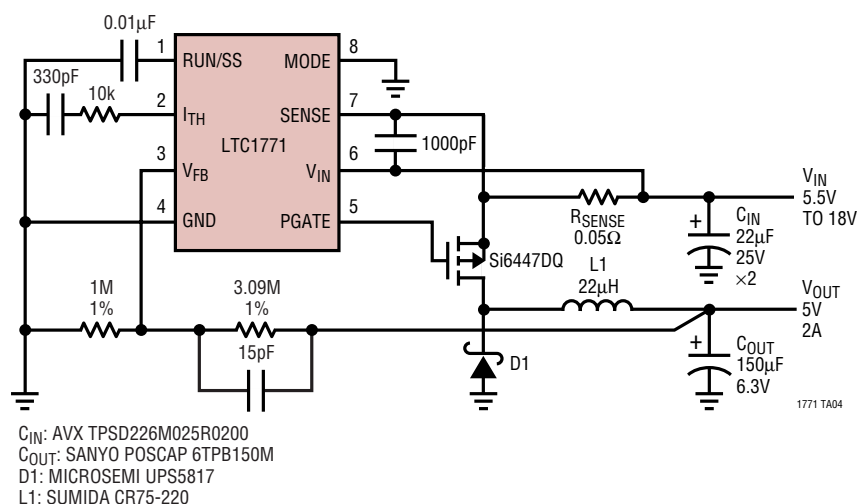 0.01µF
330pF
10k
1
2
3
4
RUN/SS
ITH
VFB
GND
LTC1771
MODE
SENSE
VIN
PGATE
8
7
6
5
1000pF
RSENSE
0.05Ω
Si6447DQ
L1
22µH
D1
CIN
22µF
25V
×2
VIN
5.5V
TO 18V
VOUT
5V
2A
COUT
150µF
6.3V
1M
1%
3.09M
1%
15pF
1771 TA04
CIN: AVX TPSD226M025R0200
COUT: SANYO POSCAP 6TPB150M
D1: MICROSEMI UPS5817
L1: SUMIDA CR75-220